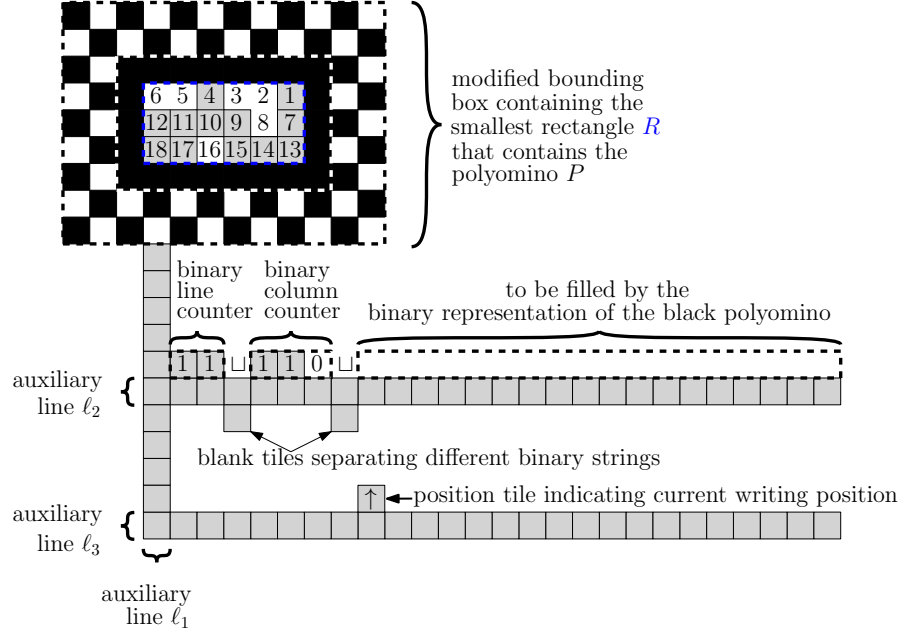 6 5 4 3 2 1
12 11 10 9 8 7
18 17 16 15 14 13
modified bounding
box containing the
smallest rectangle R
that contains the
polyomino P
binary
line
counter
binary
column
counter
to be filled by the
binary representation of the black polyomino
1 1 ⊔ 1 1 0 ⊔
auxiliary
line ℓ2
blank tiles separating different binary strings
↑
position tile indicating current writing position
auxiliary
line ℓ3
auxiliary
line ℓ1